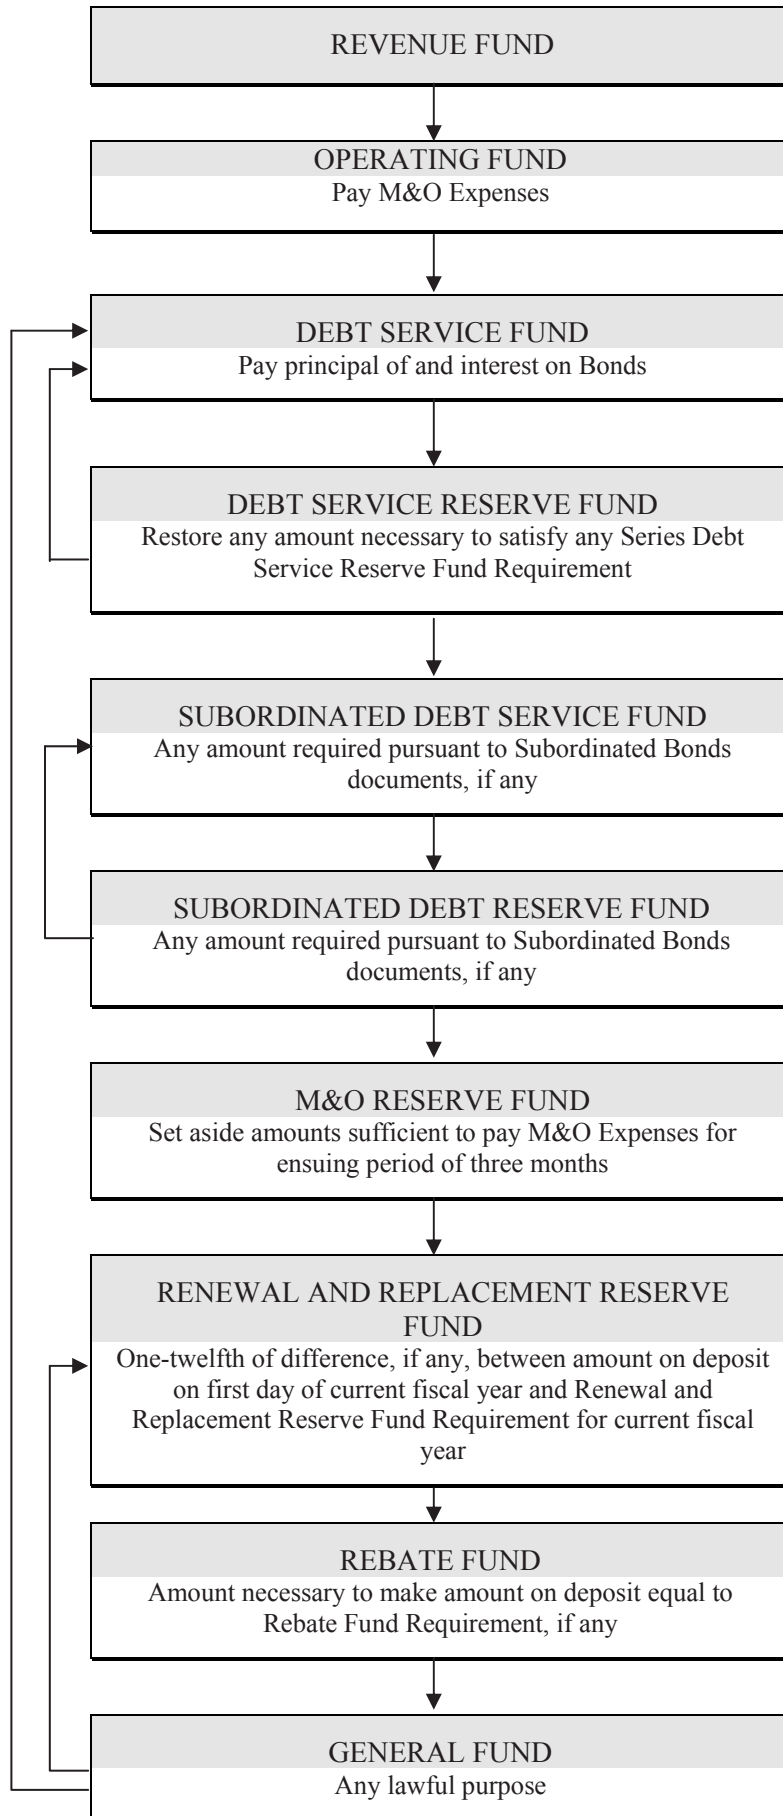 REVENUE FUND
OPERATING FUND
Pay M&O Expenses
DEBT SERVICE FUND
Pay principal of and interest on Bonds
DEBT SERVICE RESERVE FUND
Restore any amount necessary to satisfy any Series Debt
Service Reserve Fund Requirement
SUBORDINATED DEBT SERVICE FUND
Any amount required pursuant to Subordinated Bonds
documents, if any
SUBORDINATED DEBT RESERVE FUND
Any amount required pursuant to Subordinated Bonds
documents, if any
M&O RESERVE FUND
Set aside amounts sufficient to pay M&O Expenses for
ensuing period of three months
RENEWAL AND REPLACEMENT RESERVE
FUND
One-twelfth of difference, if any, between amount on deposit
on first day of current fiscal year and Renewal and
Replacement Reserve Fund Requirement for current fiscal
year
REBATE FUND
Amount necessary to make amount on deposit equal to
Rebate Fund Requirement, if any
GENERAL FUND
Any lawful purpose